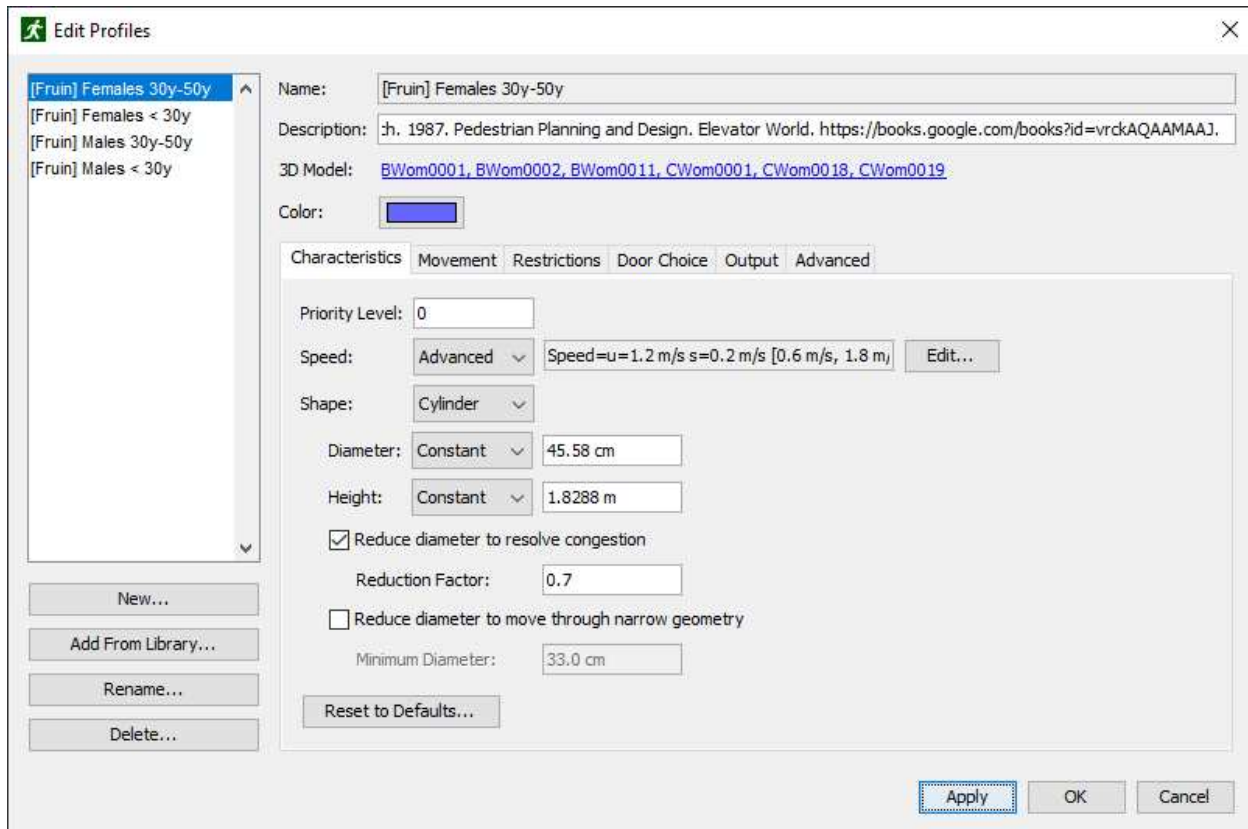 Edit Profiles
[Fruin] Females 30y-50y
[Fruin] Females < 30y
[Fruin] Males 30y-50y
[Fruin] Males < 30y
New...
Add From Library...
Rename...
Delete...
Name: [Fruin] Females 30y-50y
Description: :h. 1987. Pedestrian Planning and Design. Elevator World. https://books.google.com/books?id=vrckAQAAMAAJ.
3D Model: BWom0001, BWom0002, BWom0011, CWom0001, CWom0018, CWom0019
Color:
Characteristics Movement Restrictions Door Choice Output Advanced
Priority Level: 0
Speed: Advanced Speed=u=1.2 m/s s=0.2 m/s [0.6 m/s, 1.8 m/ Edit...
Shape: Cylinder
Diameter: Constant 45.58 cm
Height: Constant 1.8288 m
Reduce diameter to resolve congestion
Reduction Factor: 0.7
Reduce diameter to move through narrow geometry
Minimum Diameter: 33.0 cm
Reset to Defaults...
Apply OK Cancel